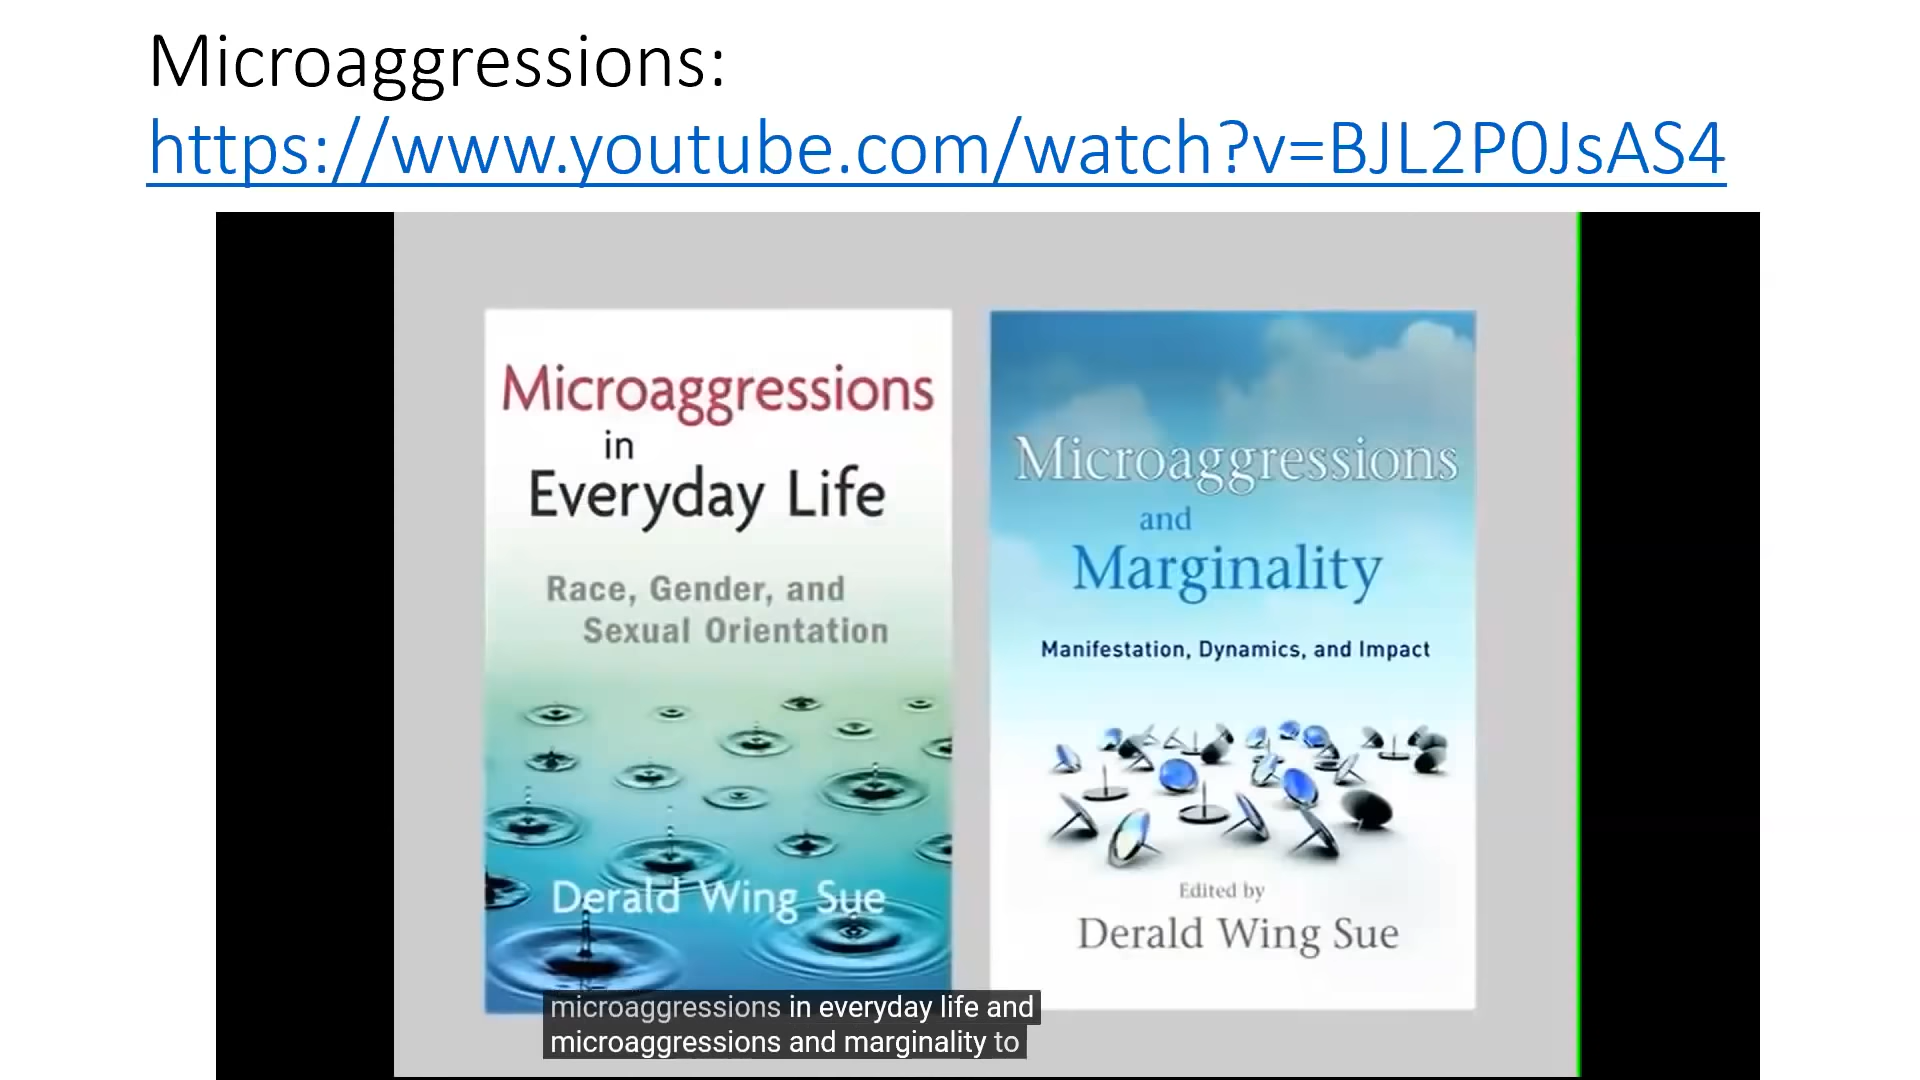 Microaggressions:
https://www.youtube.com/watch?v=BJL2P0JsAS4
Microaggressions
in
Everyday Life
Race, Gender, and
Sexual Orientation
Derald Wing Sue
Microaggressions
and
Marginality
Manifestation, Dynamics, and Impact
Edited by
Derald Wing Sue
microaggressions in everyday life and
microaggressions and marginality to